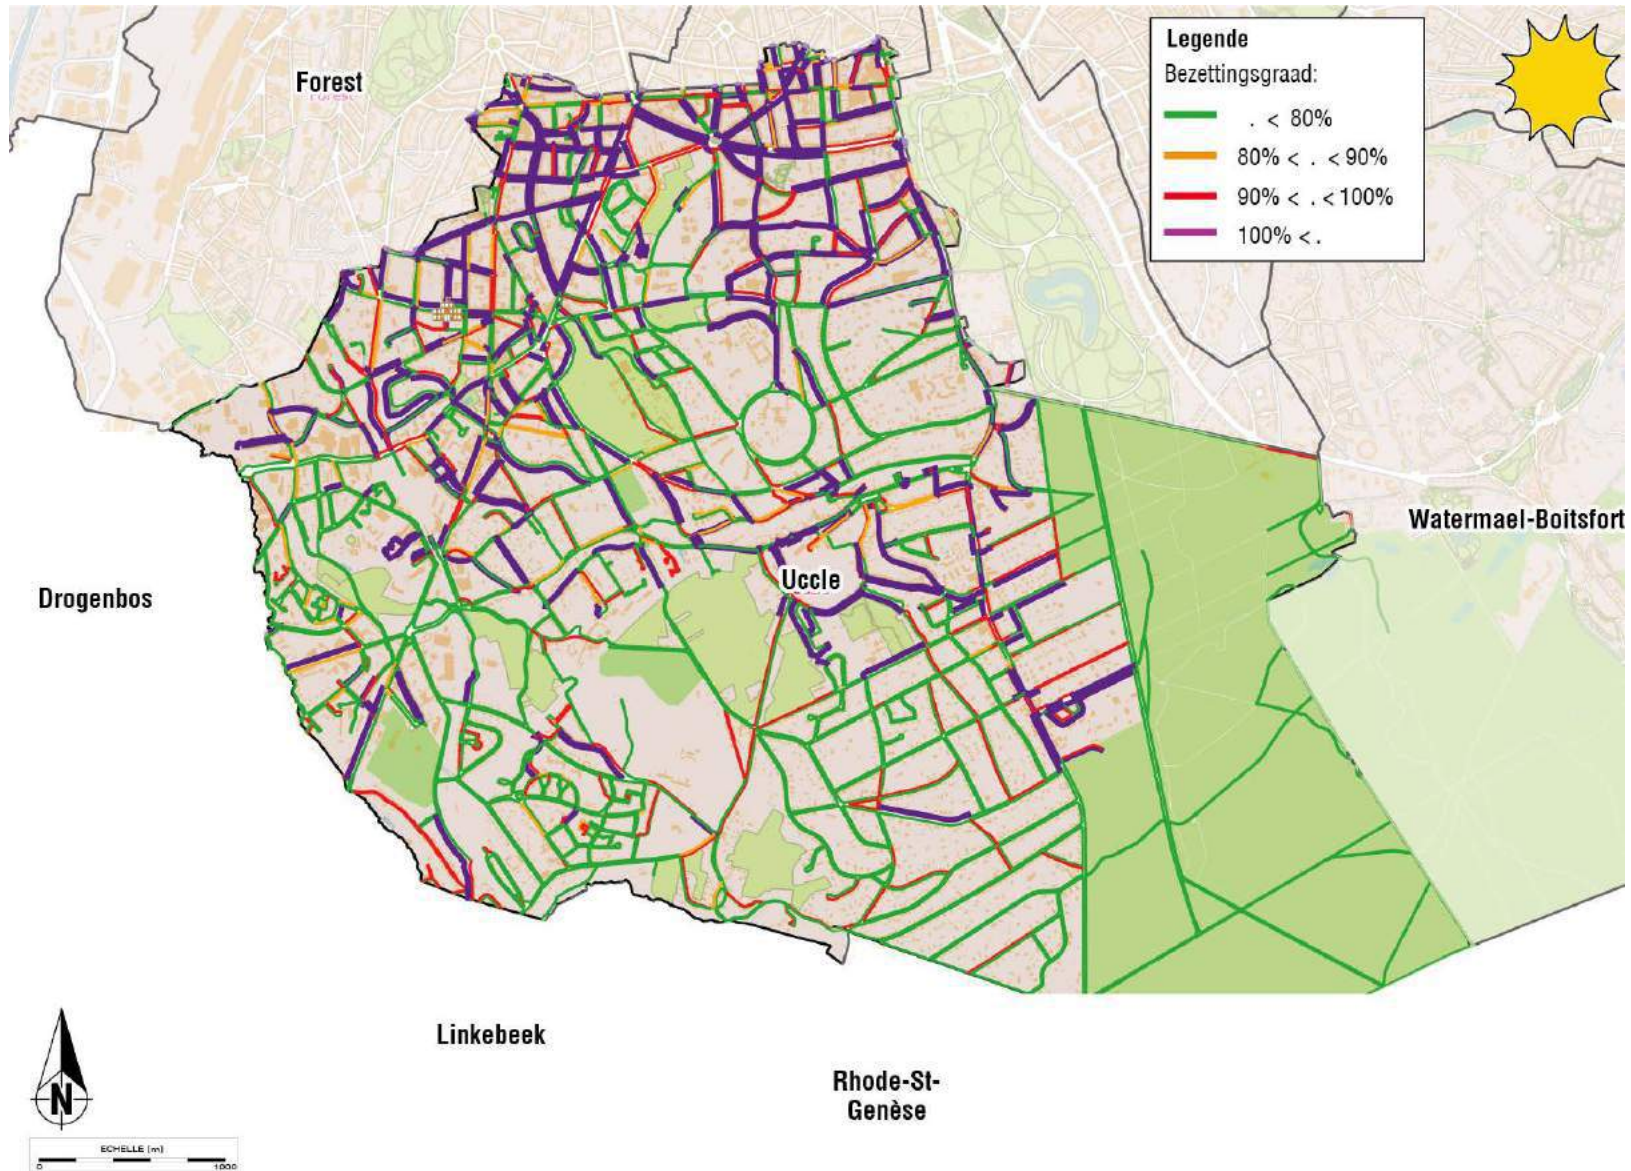 Forest
Legende
Bezettingsgraad:
. < 80%
80% < . < 90%
90% < . < 100%
100% < .
Watermael-Boitsfort
Uccle
Drogenbos
Linkebeek
Rhode-St-
Genèse
N
ECHELLE (m)
0 1000